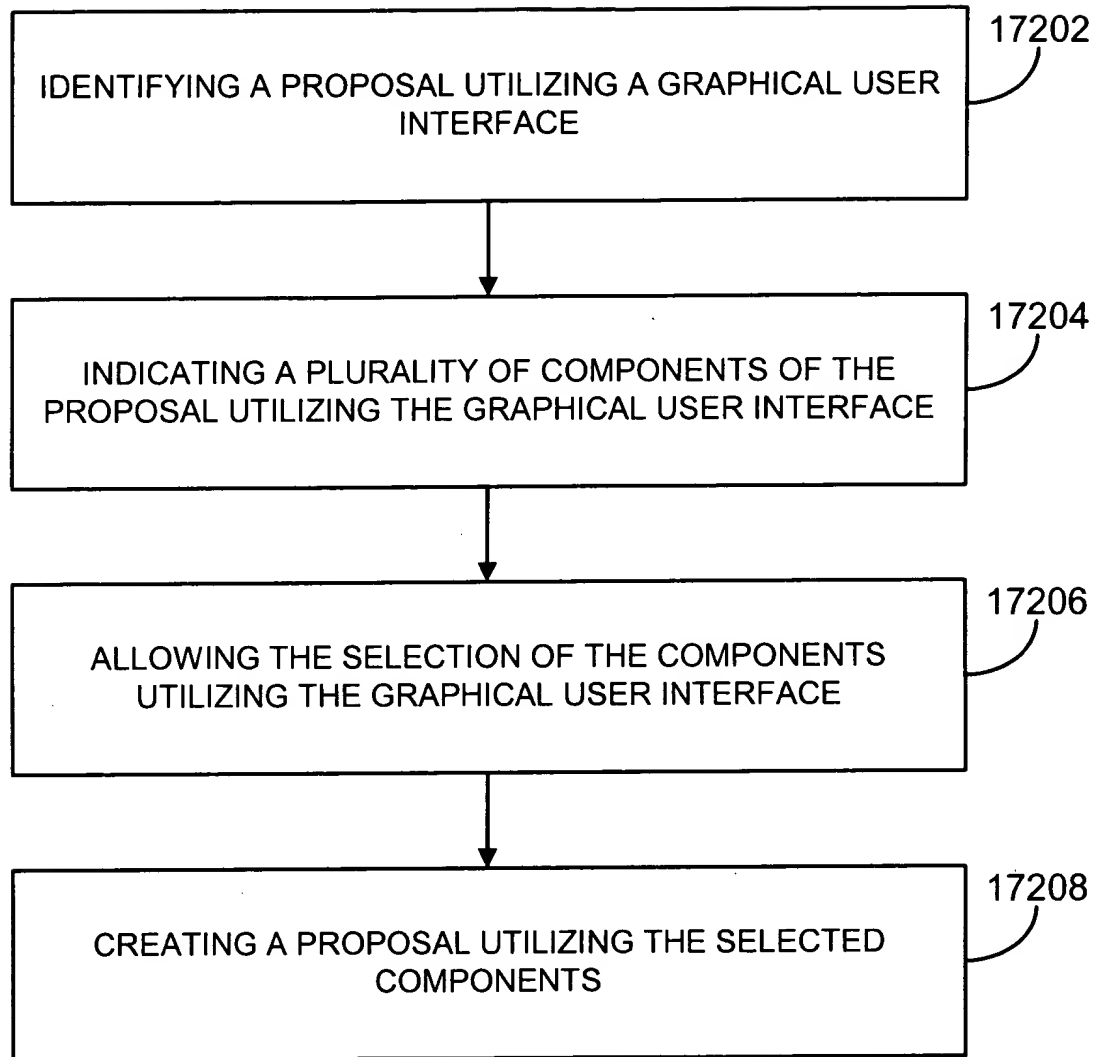 17202
IDENTIFYING A PROPOSAL UTILIZING A GRAPHICAL USER
INTERFACE
17204
INDICATING A PLURALITY OF COMPONENTS OF THE
PROPOSAL UTILIZING THE GRAPHICAL USER INTERFACE
17206
ALLOWING THE SELECTION OF THE COMPONENTS
UTILIZING THE GRAPHICAL USER INTERFACE
17208
CREATING A PROPOSAL UTILIZING THE SELECTED
COMPONENTS